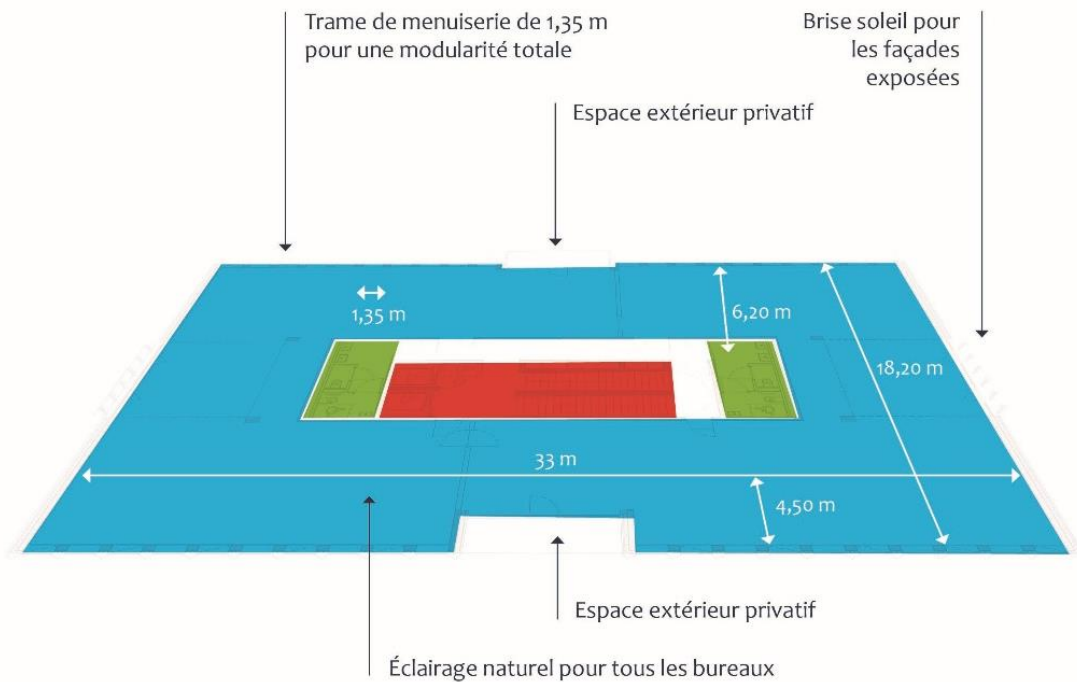 Trame de menuiserie de 1,35 m
pour une modularité totale
Brise soleil pour
les façades
exposées
Espace extérieur privatif
1,35 m
6,20 m
18,20 m
33 m
4,50 m
Espace extérieur privatif
Éclairage naturel pour tous les bureaux